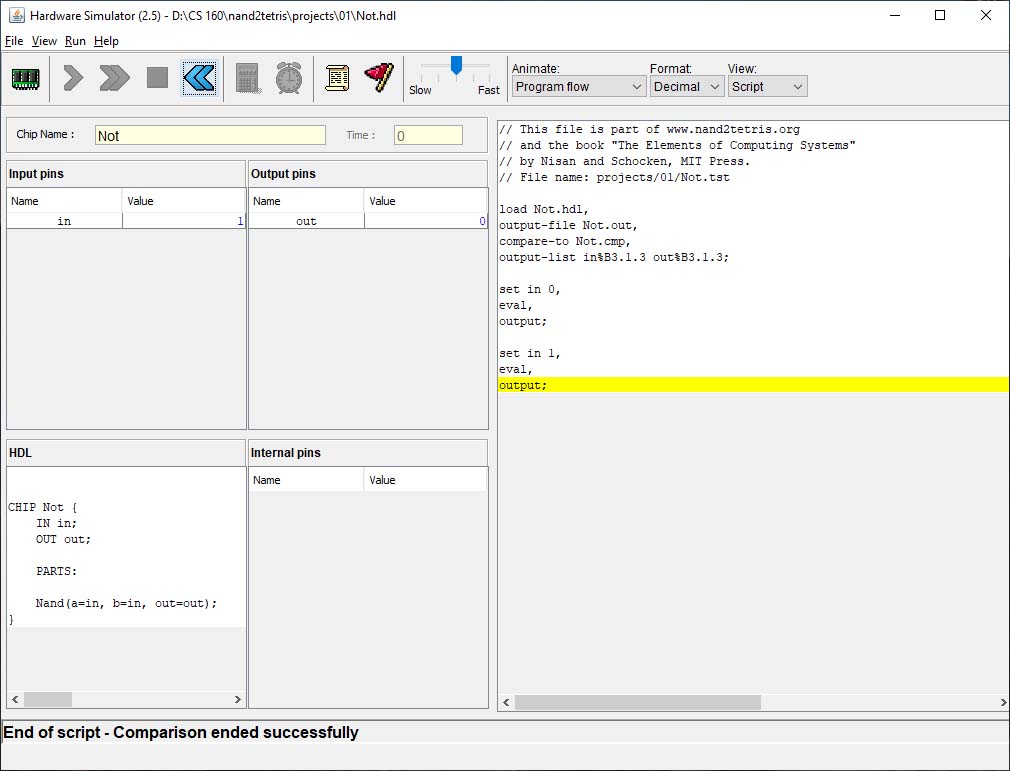 Hardware Simulator (2.5) - D:\CS 160\nand2tetris\projects\01\Not.hdl
File View Run Help
Slow Fast
Animate: Format: View:
Program flow Decimal Script
Chip Name : Not Time : 0
Input pins
Name Value
in 1
Output pins
Name Value
out 0
HDL
CHIP Not {
    IN in;
    OUT out;

    PARTS:

    Nand(a=in, b=in, out=out);
}
Internal pins
Name Value
// This file is part of www.nand2tetris.org
// and the book "The Elements of Computing Systems"
// by Nisan and Schocken, MIT Press.
// File name: projects/01/Not.tst

load Not.hdl,
output-file Not.out,
compare-to Not.cmp,
output-list in%B3.1.3 out%B3.1.3;

set in 0,
eval,
output;

set in 1,
eval,
output;
End of script - Comparison ended successfully